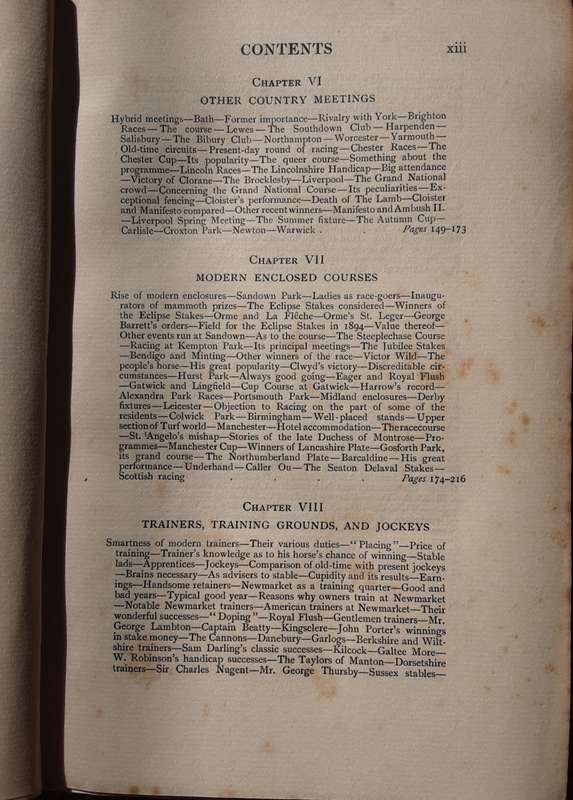 CONTENTS xiii
CHAPTER VI
OTHER COUNTRY MEETINGS
Hybrid meetings—Bath—Former importance—Rivalry with York—Brighton
Races—The course—Lewes—The Southdown Club—Harpenden—
Salisbury—The Bibury Club—Northampton—Worcester—Yarmouth—
Old-time circuits—Present-day round of racing—Chester Races—The
Chester Cup—Its popularity—The queer course—Something about the
programme—Lincoln Races—The Lincolnshire Handicap—Big attendance
—Victory of Clorane—The Brocklesby—Liverpool—The Grand National
crowd—Concerning the Grand National Course—Its peculiarities—Ex-
ceptional fencing—Cloister's performance—Death of The Lamb—Cloister
and Manifesto compared—Other recent winners—Manifesto and Ambush II.
—Liverpool Spring Meeting—The Summer fixture—The Autumn Cup—
Carlisle—Croxton Park—Newton—Warwick . . Pages 149–173
CHAPTER VII
MODERN ENCLOSED COURSES
Rise of modern enclosures—Sandown Park—Ladies as race-goers—Inaugu-
rators of mammoth prizes—The Eclipse Stakes considered—Winners of
the Eclipse Stakes—Orme and La Flêche—Orme's St. Leger—George
Barrett's orders—Field for the Eclipse Stakes in 1894—Value thereof—
Other events run at Sandown—As to the course—The Steeplechase Course
—Racing at Kempton Park—Its principal meetings—The Jubilee Stakes
—Bendigo and Minting—Other winners of the race—Victor Wild—The
people's horse—His great popularity—Clwyd's victory—Discreditable cir-
cumstances—Hurst Park—Always good going—Eager and Royal Flush
—Gatwick and Lingfield—Cup Course at Gatwick—Harrow's record—
Alexandra Park Races—Portsmouth Park—Midland enclosures—Derby
fixtures—Leicester—Objection to Racing on the part of some of the
residents—Colwick Park—Birmingham—Well-placed stands—Upper
section of Turf world—Manchester—Hotel accommodation—The racecourse
—St. Angelo's mishap—Stories of the late Duchess of Montrose—Pro-
grammes—Manchester Cup—Winners of Lancashire Plate—Gosforth Park,
its grand course—The Northumberland Plate—Barcaldine—His great
performance—Underhand—Caller Ou—The Seaton Delaval Stakes—
Scottish racing . . . . . Pages 174–216
CHAPTER VIII
TRAINERS, TRAINING GROUNDS, AND JOCKEYS
Smartness of modern trainers—Their various duties—"Placing"—Price of
training—Trainer's knowledge as to his horse's chance of winning—Stable
lads—Apprentices—Jockeys—Comparison of old-time with present jockeys
—Brains necessary—As advisers to stable—Cupidity and its results—Earn-
ings—Handsome retainers—Newmarket as a training quarter—Good and
bad years—Typical good year—Reasons why owners train at Newmarket
—Notable Newmarket trainers—American trainers at Newmarket—Their
wonderful successes—"Doping"—Royal Flush—Gentlemen trainers—Mr.
George Lambton—Captain Beatty—Kingsclere—John Porter's winnings
in stake money—The Cannons—Danebury—Garlogs—Berkshire and Wilt-
shire trainers—Sam Darling's classic successes—Kilcock—Galtee More—
W. Robinson's handicap successes—The Taylors of Manton—Dorsetshire
trainers—Sir Charles Nugent—Mr. George Thursby—Sussex stables—